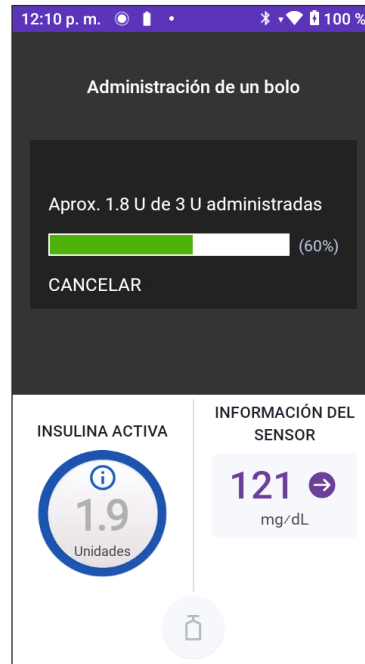 12:10 p. m. 100 %
Administración de un bolo
Aprox. 1.8 U de 3 U administradas
(60%)
CANCELAR
INSULINA ACTIVA
1.9
Unidades
INFORMACIÓN DEL
SENSOR
121
mg/dL